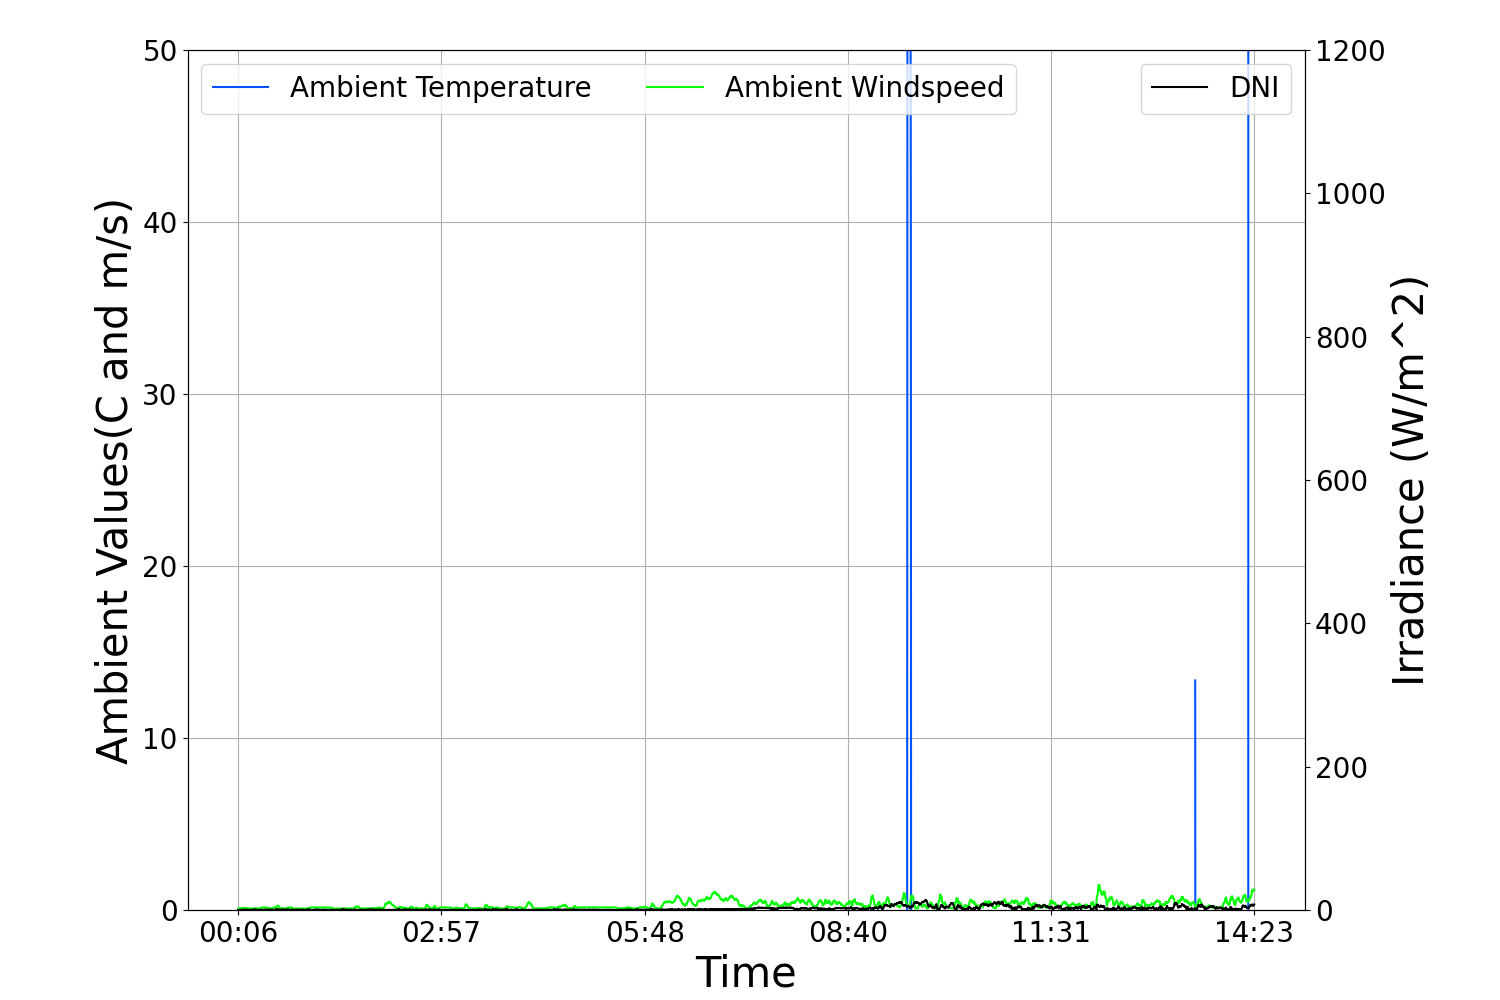 Ambient Temperature
Ambient Windspeed
DNI
Ambient Values(C and m/s)
50
40
30
20
10
0
1200
1000
800
600
400
200
0
Irradiance (W/m^2)
00:06 02:57 05:48 08:40 11:31 14:23
Time